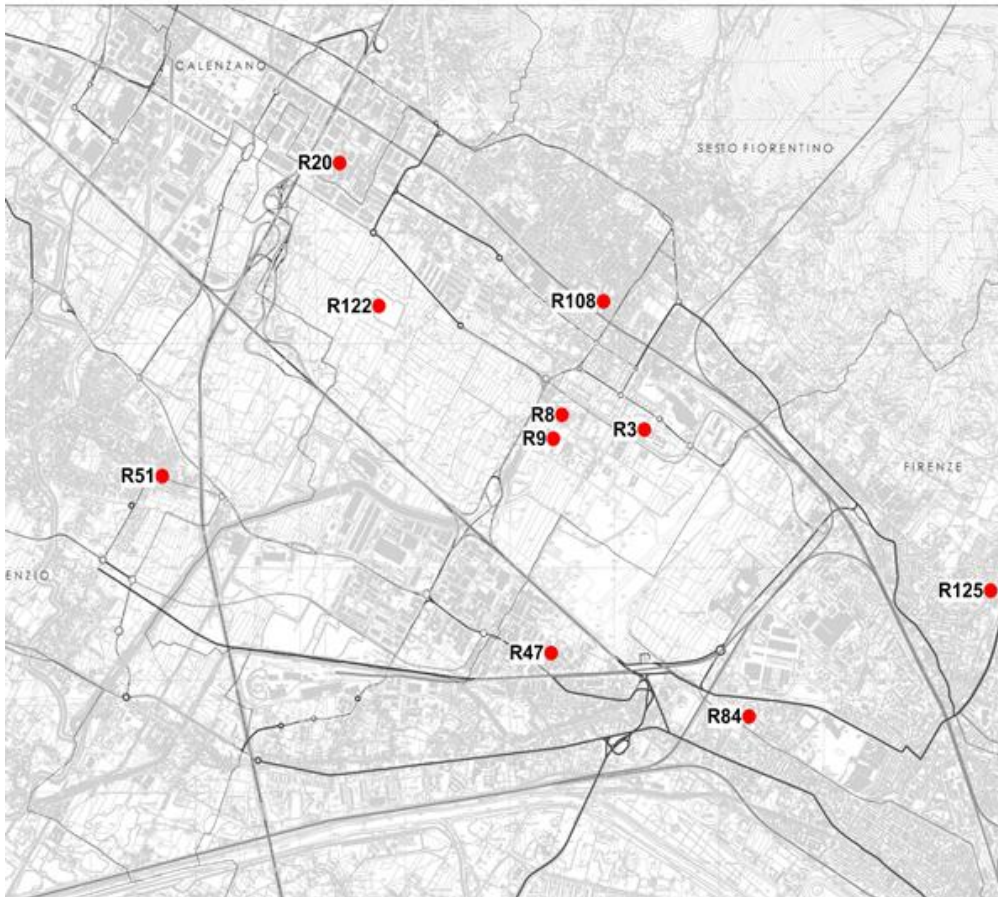 CALENZANO
SESTO FIORENTINO
R20
R122
R108
R8
R9
R3
R51
FIRENZE
ENZIO
R125
R47
R84